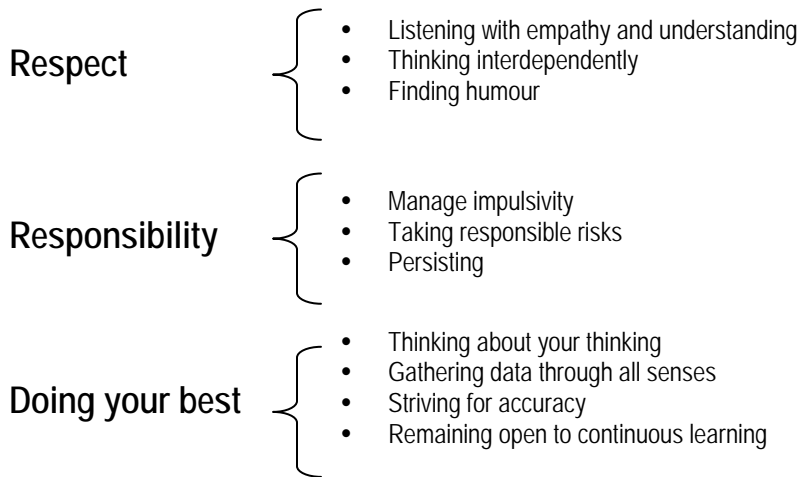 Respect
• Listening with empathy and understanding
• Thinking interdependently
• Finding humour
Responsibility
• Manage impulsivity
• Taking responsible risks
• Persisting
Doing your best
• Thinking about your thinking
• Gathering data through all senses
• Striving for accuracy
• Remaining open to continuous learning